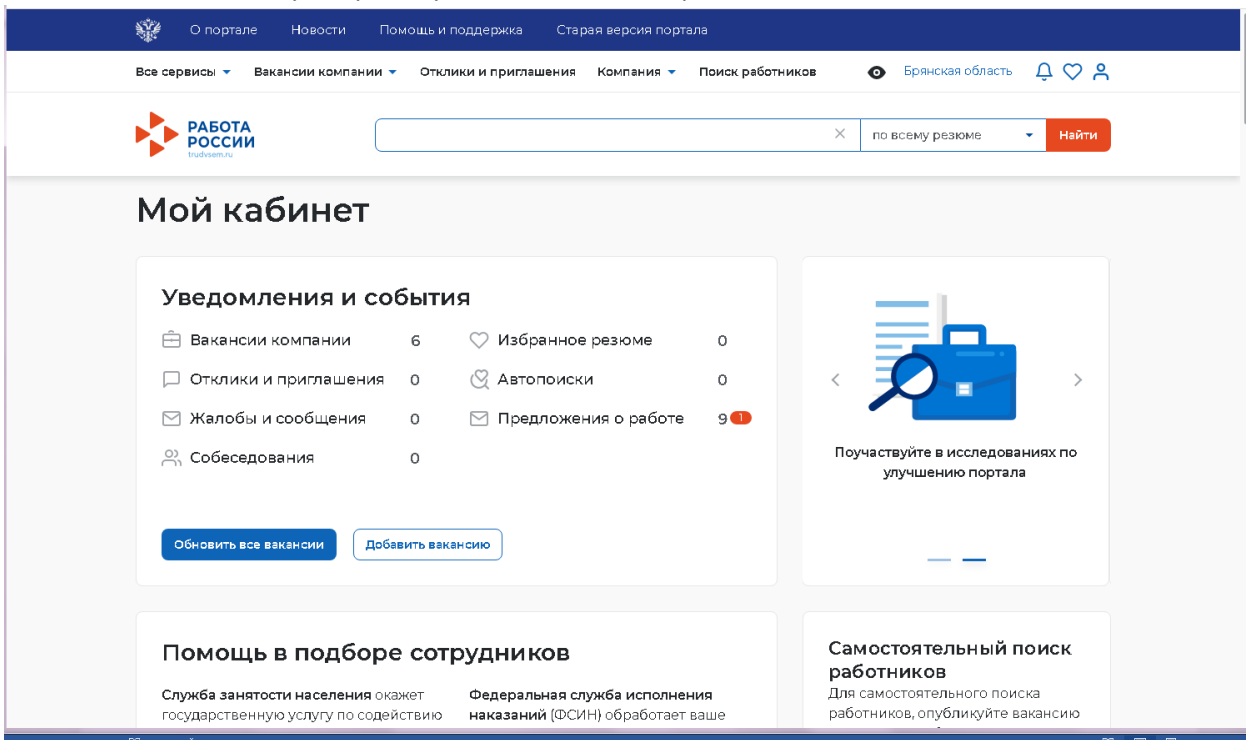 О портале Новости Помощь и поддержка Старая версия портала
Все сервисы Вакансии компании Отклики и приглашения Компания Поиск работников Брянская область
РАБОТА
РОССИИ
trudvsem.ru
по всему резюме Найти
Мой кабинет
Уведомления и события
Вакансии компании 6 Избранное резюме 0
Отклики и приглашения 0 Автопоиски 0
Жалобы и сообщения 0 Предложения о работе 9 1
Собеседования 0
Обновить все вакансии Добавить вакансию
Поучаствуйте в исследованиях по
улучшению портала
Помощь в подборе сотрудников
Служба занятости населения окажет
государственную услугу по содействию
Федеральная служба исполнения
наказаний (ФСИН) обработает ваше
Самостоятельный поиск
работников
Для самостоятельного поиска
работников, опубликуйте вакансию